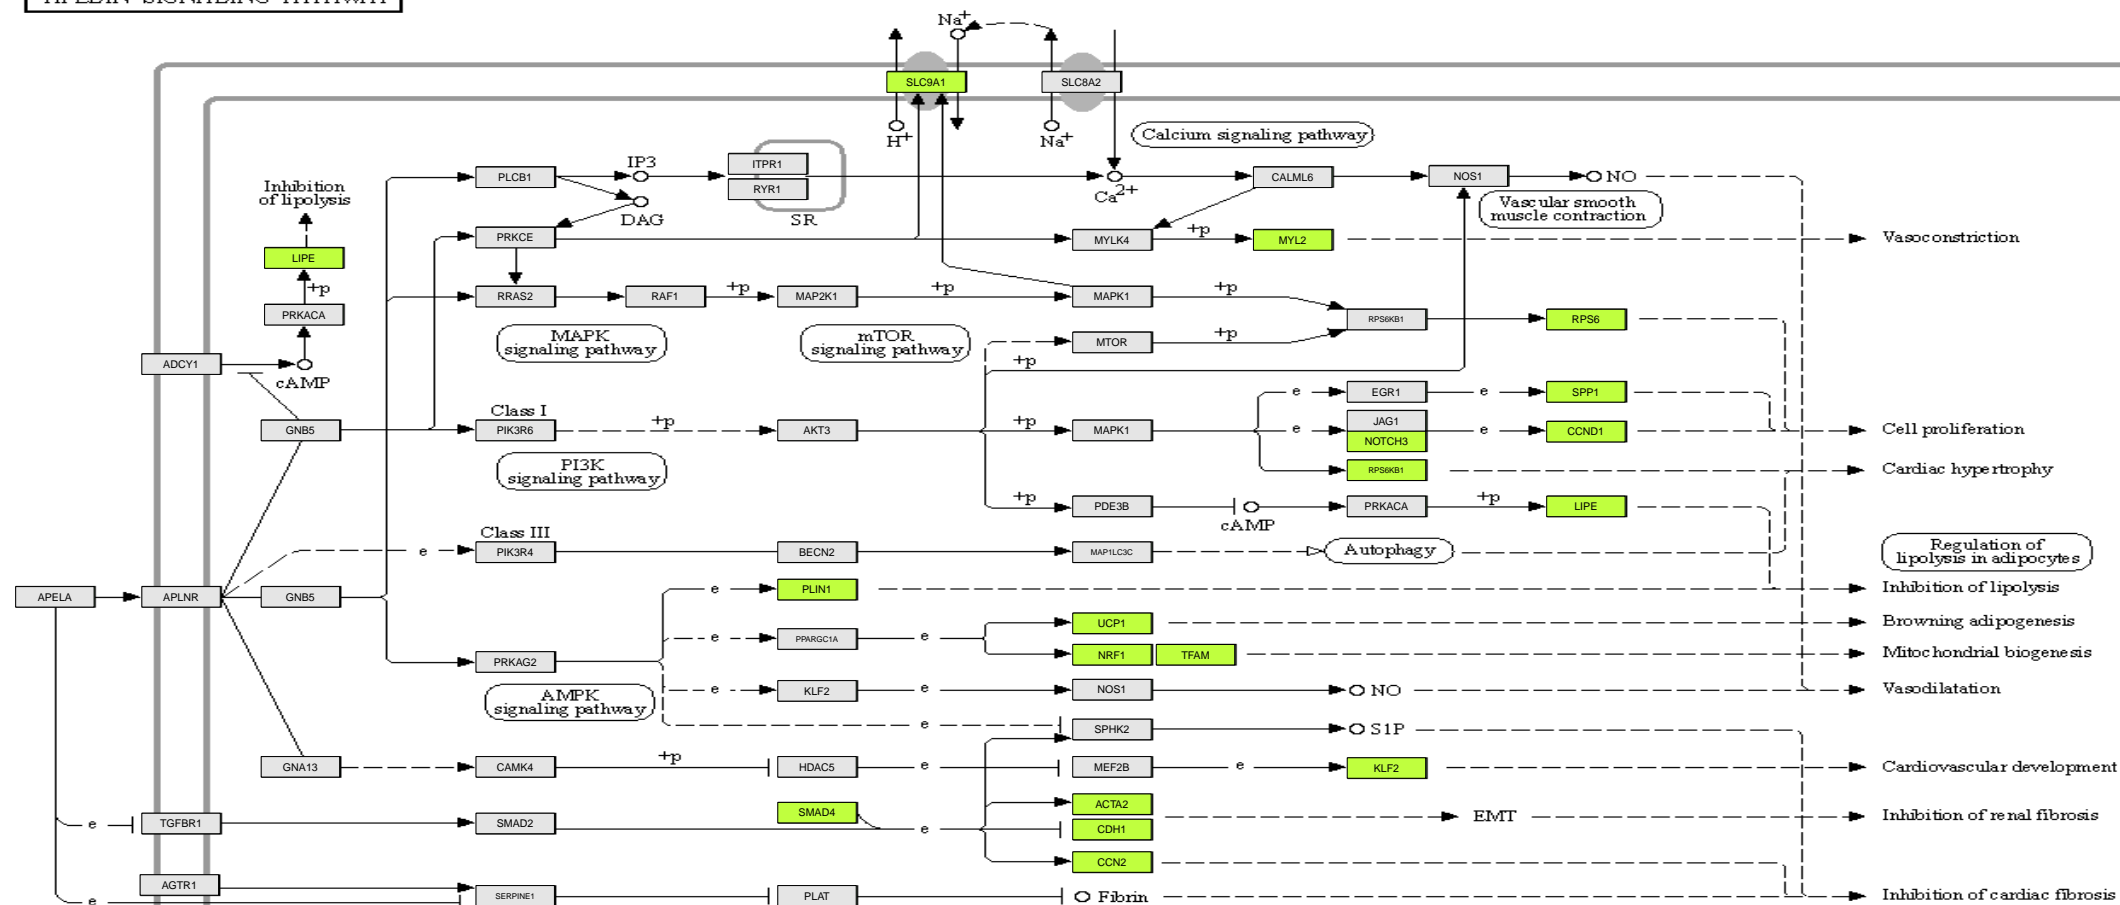 APELIN SIGNALING PATHWAY
Na+
SLC9A1
SLC8A2
H+
Na+
Calcium signaling pathway
IP3
ITPR1
PLCB1
RYR1
CALML6
NOS1
NO
Inhibition
of lipolysis
Ca2+
DAG
SR
Vascular smooth
muscle contraction
PRKCE
MYLK4
+p
MYL2
Vasoconstriction
LIPE
+p
RRAS2
RAF1
+p
MAP2K1
+p
MAPK1
+p
PRKACA
RPS6KB1
RPS6
MAPK
signaling pathway
mTOR
signaling pathway
MTOR
+p
ADCY1
cAMP
+p
Class I
EGR1
SPP1
e
e
GNB5
PIK3R6
+p
AKT3
+p
MAPK1
e
JAG1
NOTCH3
e
CCND1
Cell proliferation
PI3K
signaling pathway
RPS6KB1
Cardiac hypertrophy
+p
PDE3B
cAMP
PRKACA
+p
LIPE
Class III
e
PIK3R4
BECN2
MAP1LC3C
Autophagy
Regulation of
lipolysis in adipocytes
APELA
APLNR
GNB5
e
PLIN1
Inhibition of lipolysis
UCP1
Browning adipogenesis
e
PPARGC1A
e
NRF1
TFAM
Mitochondrial biogenesis
PRKAG2
AMPK
signaling pathway
e
KLF2
e
NOS1
NO
Vasodilatation
e
SPHK2
S1P
GNA13
CAMK4
+p
HDAC5
e
MEF2B
e
KLF2
Cardiovascular development
e
TGFBR1
SMAD2
SMAD4
e
ACTA2
CDH1
EMT
Inhibition of renal fibrosis
CCN2
AGTR1
e
SERPINE1
PLAT
Fibrin
Inhibition of cardiac fibrosis